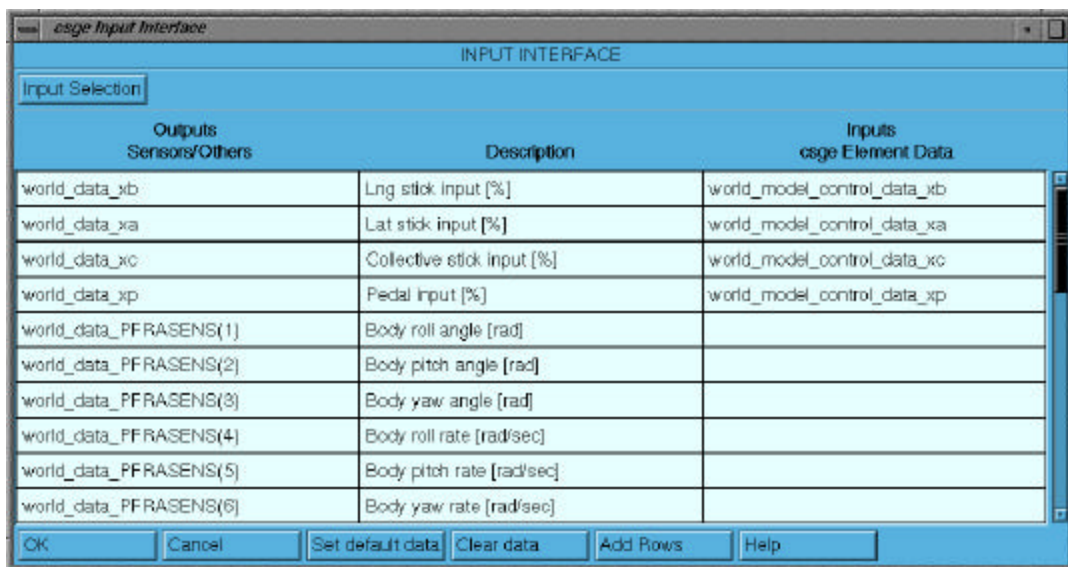 csge Input Interface
INPUT INTERFACE
Input Selection
Outputs
Sensors/Others
Description
Inputs
csge Element Data
world_data_xb Lng stick input [%] world_model_control_data_xb
world_data_xa Lat stick input [%] world_model_control_data_xa
world_data_xc Collective stick input [%] world_model_control_data_xc
world_data_xp Pedal input [%] world_model_control_data_xp
world_data_PFRASENS(1) Body roll angle [rad]
world_data_PFRASENS(2) Body pitch angle [rad]
world_data_PFRASENS(3) Body yaw angle [rad]
world_data_PFRASENS(4) Body roll rate [rad/sec]
world_data_PFRASENS(5) Body pitch rate [rad/sec]
world_data_PFRASENS(6) Body yaw rate [rad/sec]
OK Cancel Set default data Clear data Add Rows Help